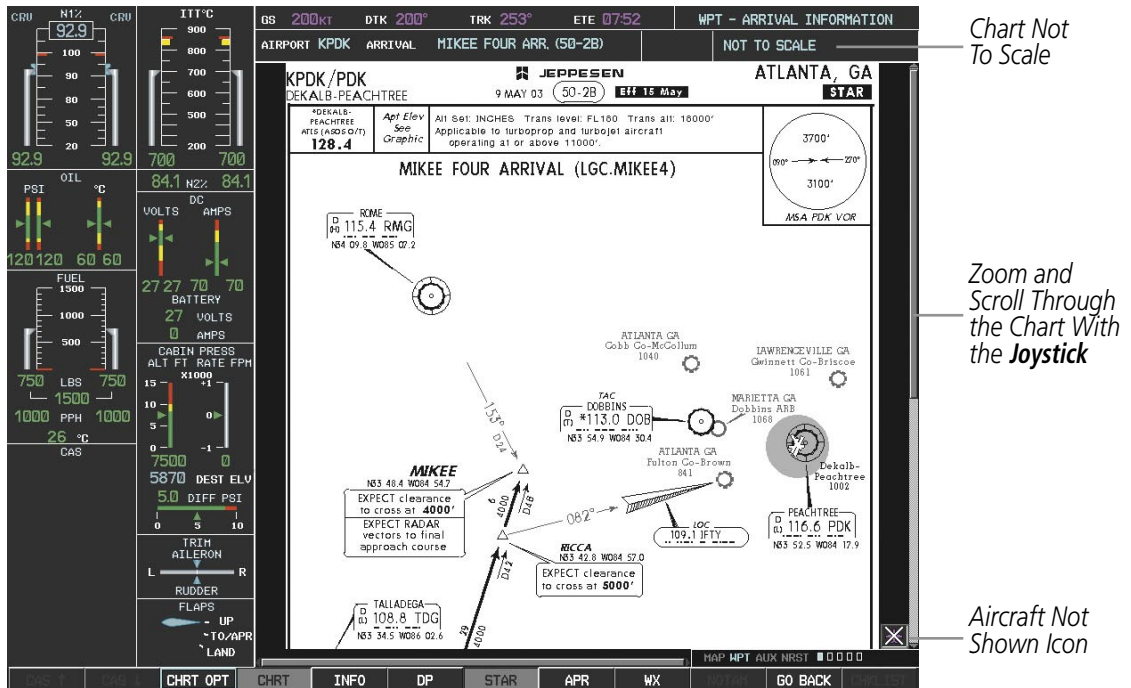 CRU N1% CRU
92.9
100
90
80
50
20
92.9 92.9
ITT°C
900
800
700
600
500
200
700 700
84.1 N2% 84.1
OIL
PSI °C
120 120 60 60
DC
VOLTS AMPS
27 27 70 70
BATTERY
27 VOLTS
0 AMPS
FUEL
1500
1000
500
750 LBS 750
1500
1000 PPH 1000
26 °C
CAS
CABIN PRESS
ALT FT RATE FPM
X1000
15 +1
10
0
5
0 -1
7500 0
5870 DEST ELV
5.0 DIFF PSI
0 5 10
TRIM
AILERON
L R
RUDDER
FLAPS
UP
TO/APR
LAND
GS 200KT DTK 200° TRK 253° ETE 07:52 WPT – ARRIVAL INFORMATION
AIRPORT KPDK ARRIVAL MIKEE FOUR ARR. (50-2B) NOT TO SCALE
KPDK/PDK
DEKALB-PEACHTREE
JEPPESEN
9 MAY 03 50-2B Eff 15 May
ATLANTA, GA
STAR
*DEKALB-
PEACHTREE
ATIS (ASOS O/T)
128.4
Apt Elev
See
Graphic
Alt Set: INCHES Trans level: FL180 Trans alt: 18000'
Applicable to turboprop and turbojet aircraft
operating at or above 11000'.
3700'
090° 270°
3100'
MSA PDK VOR
MIKEE FOUR ARRIVAL (LGC.MIKEE4)
ROME
D
(H) 115.4 RMG
N34 09.8 W085 07.2
ATLANTA GA
Cobb Co-McCollum
1040
LAWRENCEVILLE GA
Gwinnett Co-Briscoe
1061
TAC
DOBBINS
D
*113.0 DOB
N33 54.9 W084 30.4
MARIETTA GA
Dobbins ARB
1068
153°
D24
ATLANTA GA
Fulton Co-Brown
841
Dekalb-
Peachtree
1002
MIKEE
N33 48.4 W084 54.7
EXPECT clearance
to cross at 4000'
EXPECT RADAR
vectors to final
approach course
6
4000
D48
082°
LOC
109.1 IFTY
PEACHTREE
D
(L) 116.6 PDK
N33 52.5 W084 17.9
RICCA
N33 42.8 W084 57.0
EXPECT clearance
to cross at 5000'
D42
29
4000
TALLADEGA
D
(L) 108.8 TDG
N33 34.5 W086 02.6
MAP WPT AUX NRST
CAS ↑ CAS ↓ CHRT OPT CHRT INFO DP STAR APR WX NOTAM GO BACK CHKLIST
Chart Not
To Scale
Zoom and
Scroll Through
the Chart With
the Joystick
Aircraft Not
Shown Icon